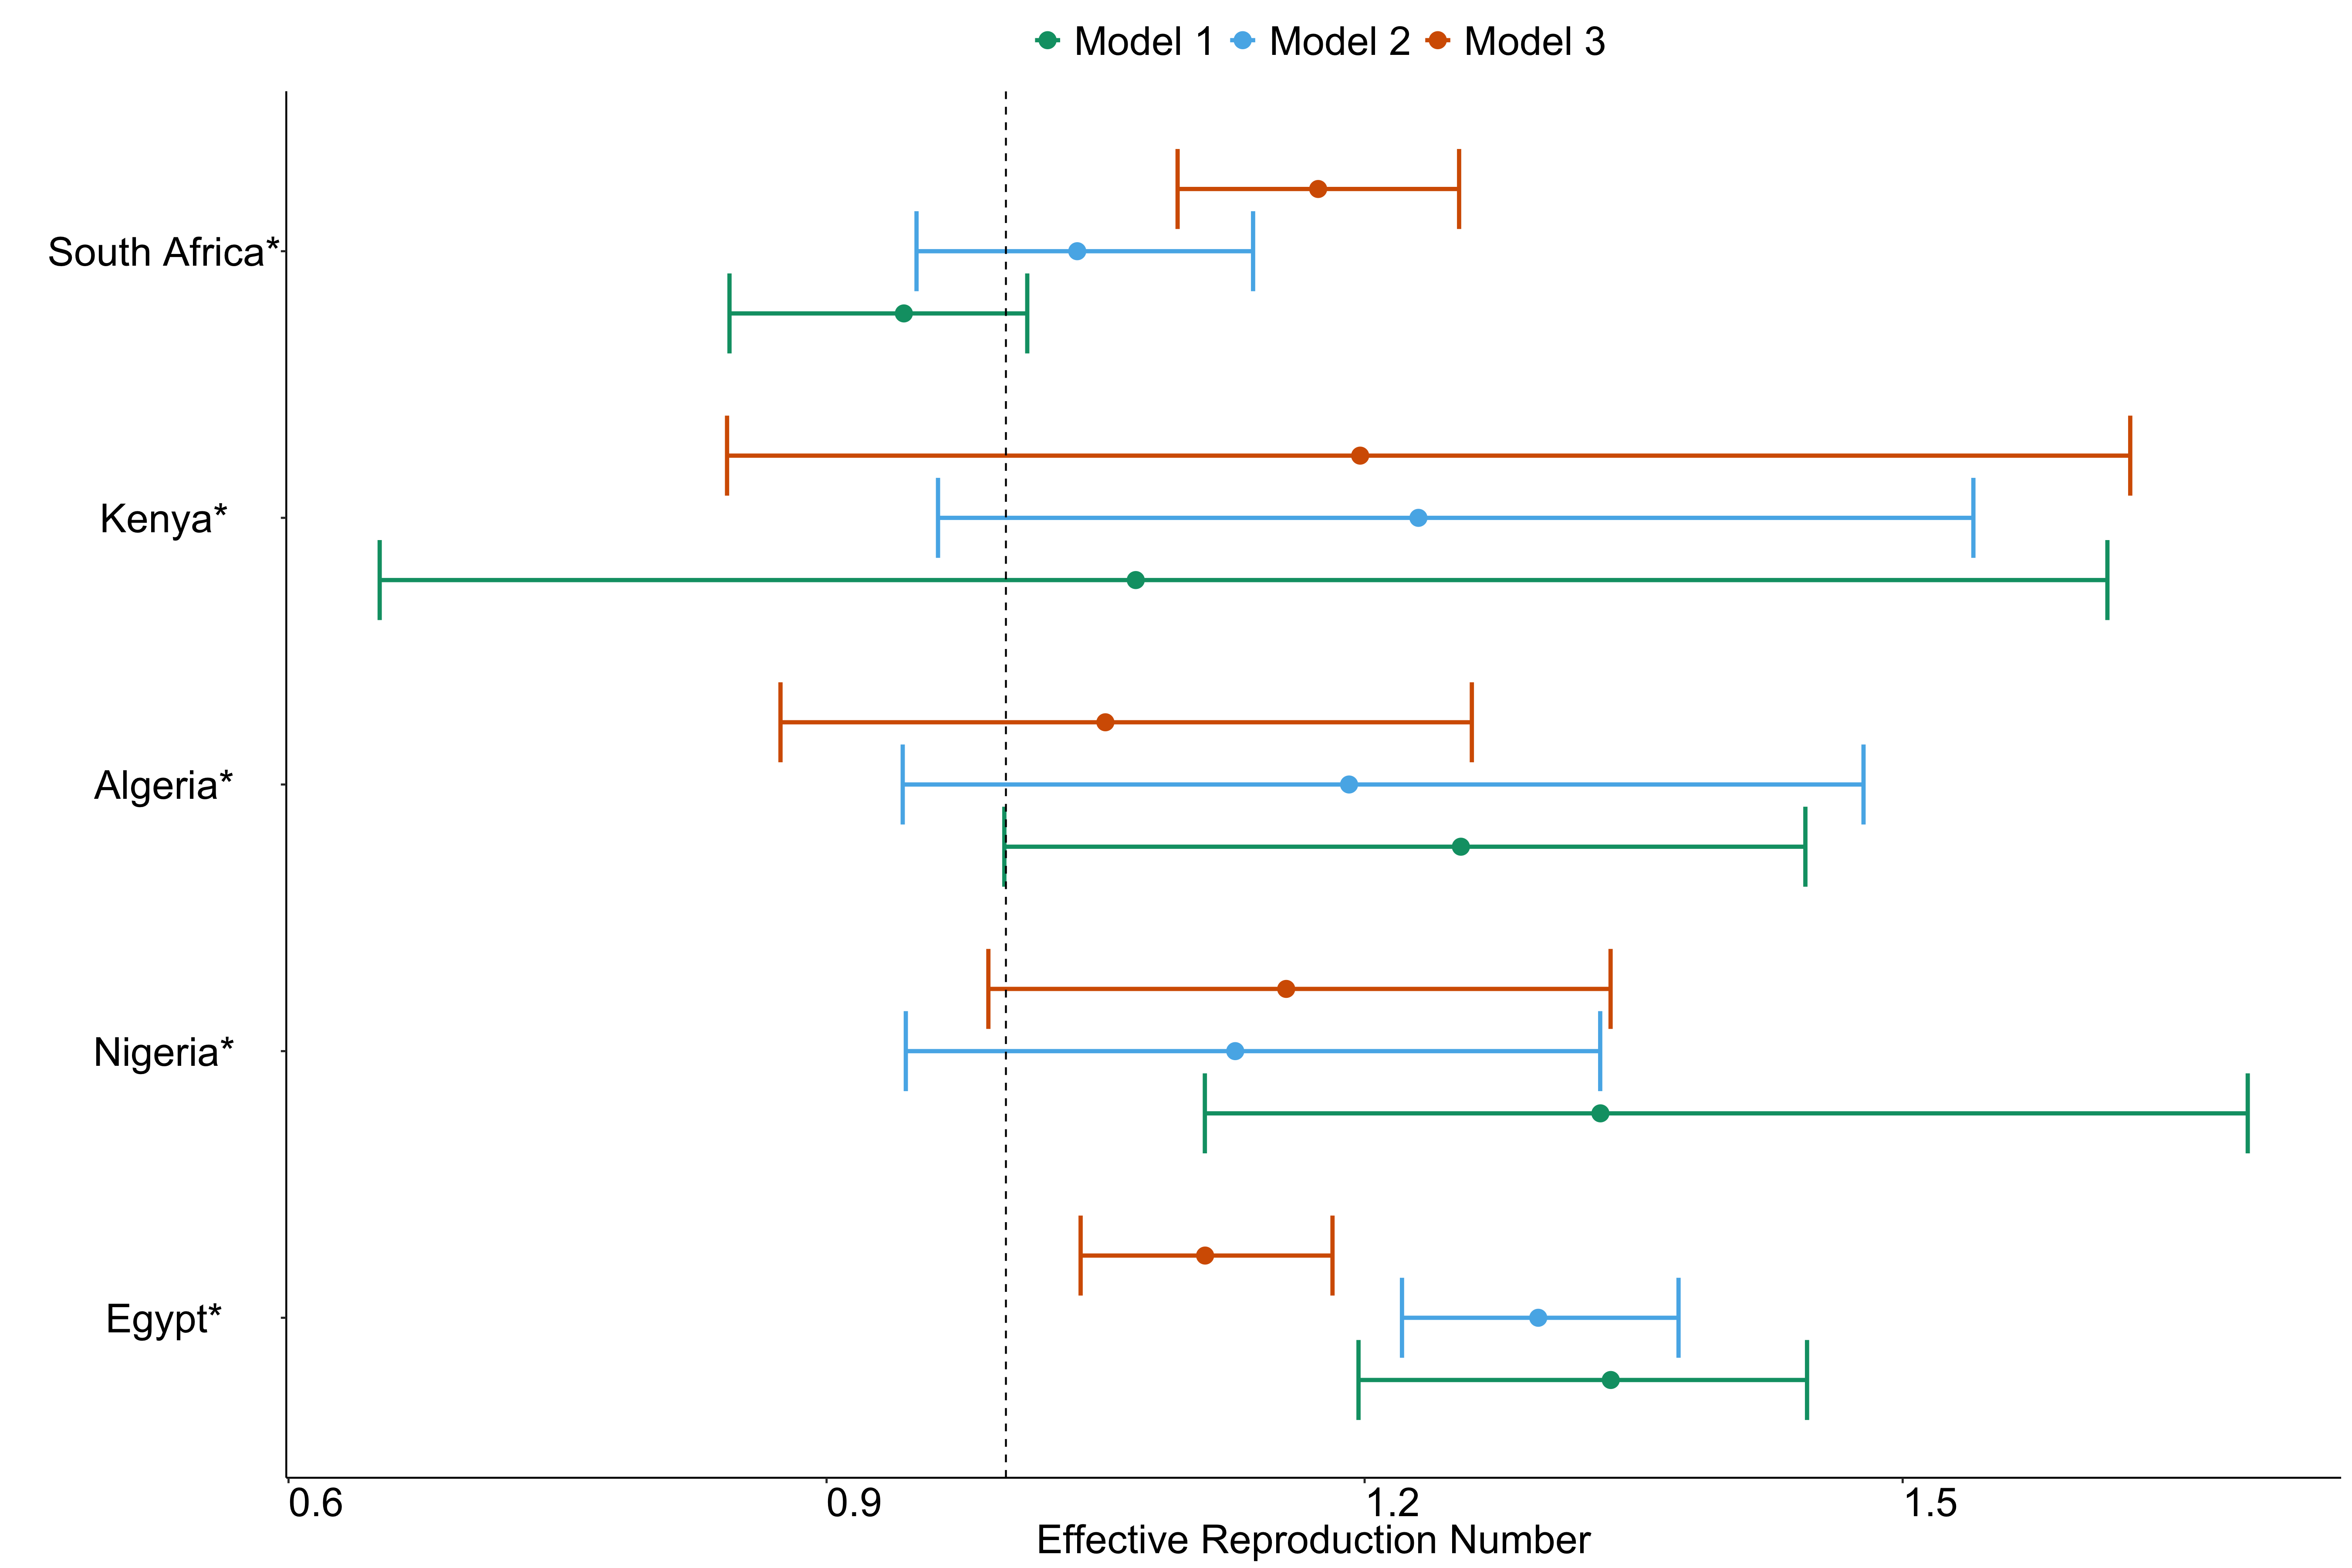 Model 1 Model 2 Model 3
South Africa*
Kenya*
Algeria*
Nigeria*
Egypt*
0.6 0.9 1.2 1.5
Effective Reproduction Number